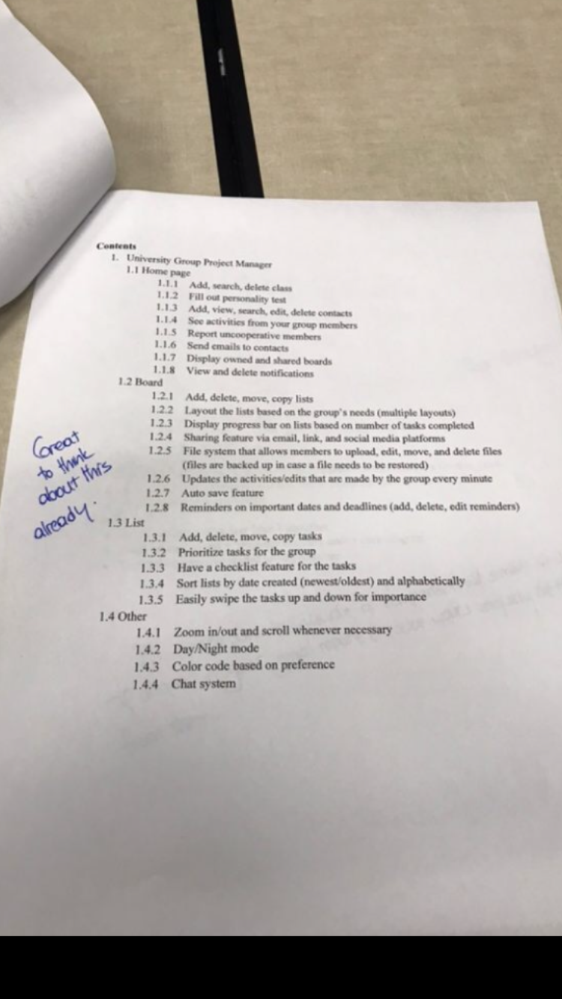 Contents
1. University Group Project Manager
1.1 Home page
1.1.1 Add, search, delete class
1.1.2 Fill out personality test
1.1.3 Add, view, search, edit, delete contacts
1.1.4 See activities from your group members
1.1.5 Report uncooperative members
1.1.6 Send emails to contacts
1.1.7 Display owned and shared boards
1.1.8 View and delete notifications
1.2 Board
1.2.1 Add, delete, move, copy lists
1.2.2 Layout the lists based on the group's needs (multiple layouts)
1.2.3 Display progress bar on lists based on number of tasks completed
1.2.4 Sharing feature via email, link, and social media platforms
1.2.5 File system that allows members to upload, edit, move, and delete files
(files are backed up in case a file needs to be restored)
1.2.6 Updates the activities/edits that are made by the group every minute
1.2.7 Auto save feature
1.2.8 Reminders on important dates and deadlines (add, delete, edit reminders)
Great
to think
about this
already.
1.3 List
1.3.1 Add, delete, move, copy tasks
1.3.2 Prioritize tasks for the group
1.3.3 Have a checklist feature for the tasks
1.3.4 Sort lists by date created (newest/oldest) and alphabetically
1.3.5 Easily swipe the tasks up and down for importance
1.4 Other
1.4.1 Zoom in/out and scroll whenever necessary
1.4.2 Day/Night mode
1.4.3 Color code based on preference
1.4.4 Chat system